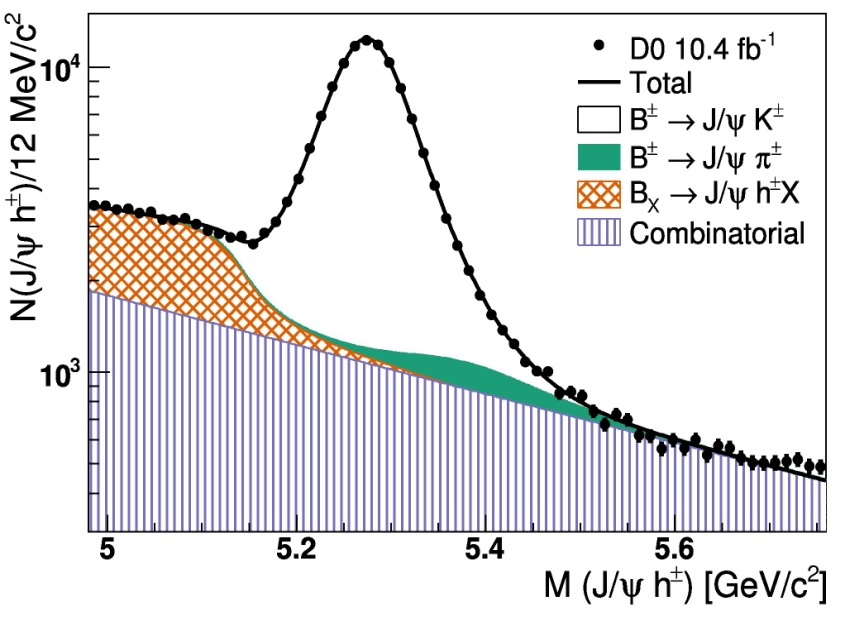 N(J/ψ h±)/12 MeV/c²
10⁴
10³
D0 10.4 fb⁻¹
Total
B± → J/ψ K±
B± → J/ψ π±
Bₓ → J/ψ h±X
Combinatorial
5 5.2 5.4 5.6
M (J/ψ h±) [GeV/c²]